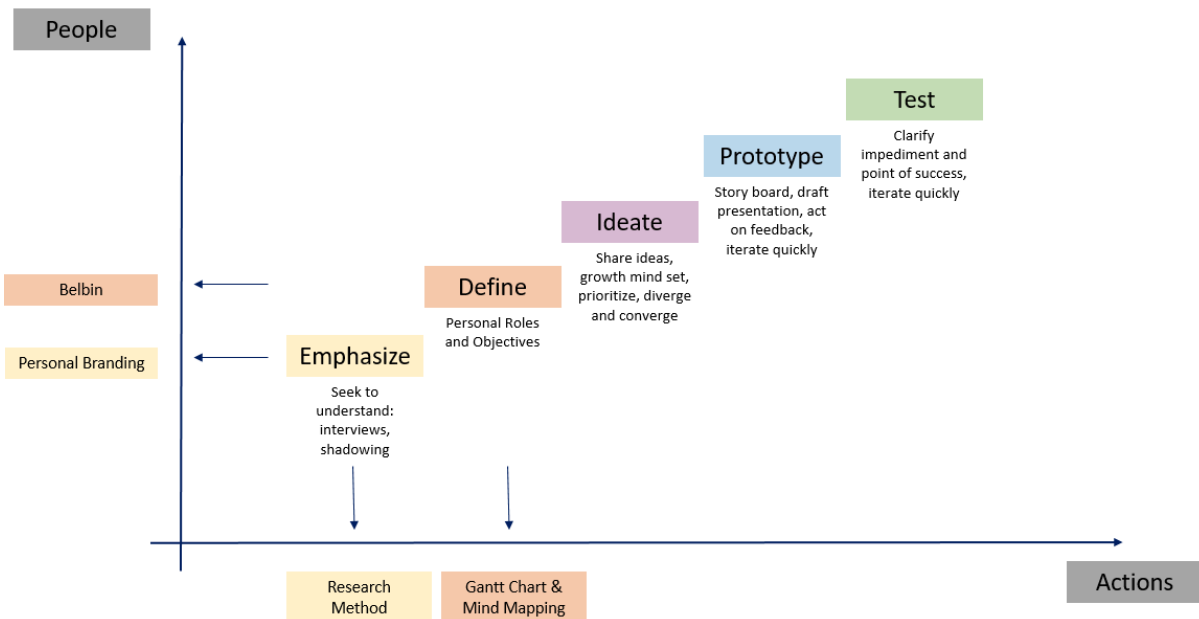 People
Test
Clarify
impediment and
point of success,
iterate quickly
Prototype
Story board, draft
presentation, act
on feedback,
iterate quickly
Ideate
Share ideas,
growth mind set,
prioritize, diverge
and converge
Belbin
Define
Personal Roles
and Objectives
Personal Branding
Emphasize
Seek to
understand:
interviews,
shadowing
Research
Method
Gantt Chart &
Mind Mapping
Actions